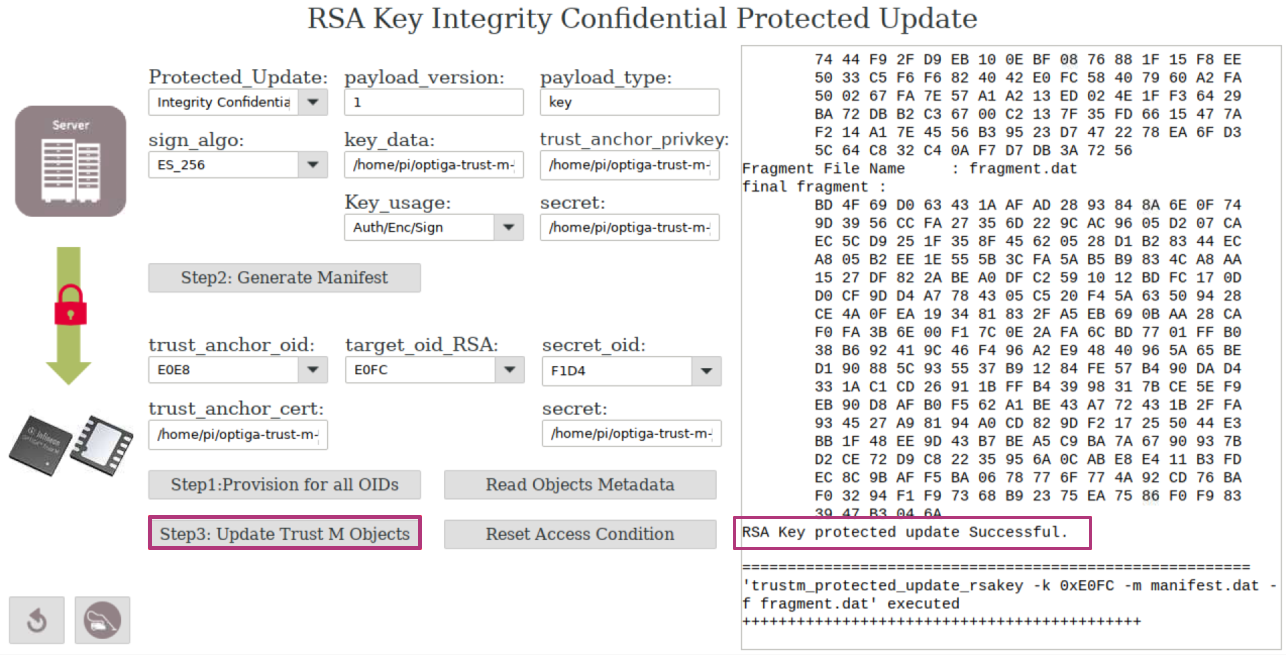 RSA Key Integrity Confidential Protected Update
Protected_Update:
payload_version:
payload_type:
Integrity Confidentia
1
key
Server
sign_algo:
key_data:
trust_anchor_privkey:
ES_256
/home/pi/optiga-trust-m-
/home/pi/optiga-trust-m-
Key_usage:
secret:
Auth/Enc/Sign
/home/pi/optiga-trust-m-
Step2: Generate Manifest
trust_anchor_oid:
target_oid_RSA:
secret_oid:
E0E8
E0FC
F1D4
trust_anchor_cert:
secret:
/home/pi/optiga-trust-m-
/home/pi/optiga-trust-m-
Infineon
Step1:Provision for all OIDs
Read Objects Metadata
Step3: Update Trust M Objects
Reset Access Condition
74 44 F9 2F D9 EB 10 0E BF 08 76 88 1F 15 F8 EE
50 33 C5 F6 F6 82 40 42 E0 FC 58 40 79 60 A2 FA
50 02 67 FA 7E 57 A1 A2 13 ED 02 4E 1F F3 64 29
BA 72 DB B2 C3 67 00 C2 13 7F 35 FD 66 15 47 7A
F2 14 A1 7E 45 56 B3 95 23 D7 47 22 78 EA 6F D3
5C 64 C8 32 C4 0A F7 D7 DB 3A 72 56
Fragment File Name : fragment.dat
final fragment :
BD 4F 69 D0 63 43 1A AF AD 28 93 84 8A 6E 0F 74
9D 39 56 CC FA 27 35 6D 22 9C AC 96 05 D2 07 CA
EC 5C D9 25 1F 35 8F 45 62 05 28 D1 B2 83 44 EC
A8 05 B2 EE 1E 55 5B 3C FA 5A B5 B9 83 4C A8 AA
15 27 DF 82 2A BE A0 DF C2 59 10 12 BD FC 17 0D
D0 CF 9D D4 A7 78 43 05 C5 20 F4 5A 63 50 94 28
CE 4A 0F EA 19 34 81 83 2F A5 EB 69 0B AA 28 CA
F0 FA 3B 6E 00 F1 7C 0E 2A FA 6C BD 77 01 FF B0
38 B6 92 41 9C 46 F4 96 A2 E9 48 40 96 5A 65 BE
D1 90 88 5C 93 55 37 B9 12 84 FE 57 B4 90 DA D4
33 1A C1 CD 26 91 1B FF B4 39 98 31 7B CE 5E F9
EB 90 D8 AF B0 F5 62 A1 BE 43 A7 72 43 1B 2F FA
93 45 27 A9 81 94 A0 CD 82 9D F2 17 25 50 44 E3
BB 1F 48 EE 9D 43 B7 BE A5 C9 BA 7A 67 90 93 7B
D2 CE 72 D9 C8 22 35 95 6A 0C AB E8 E4 11 B3 FD
EC 8C 9B AF F5 BA 06 78 77 6F 77 4A 92 CD 76 BA
F0 32 94 F1 F9 73 68 B9 23 75 EA 75 86 F0 F9 83
39 47 B3 04 6A
RSA Key protected update Successful.
========================================================
'trustm_protected_update_rsakey -k 0xE0FC -m manifest.dat -
f fragment.dat' executed
++++++++++++++++++++++++++++++++++++++++++++